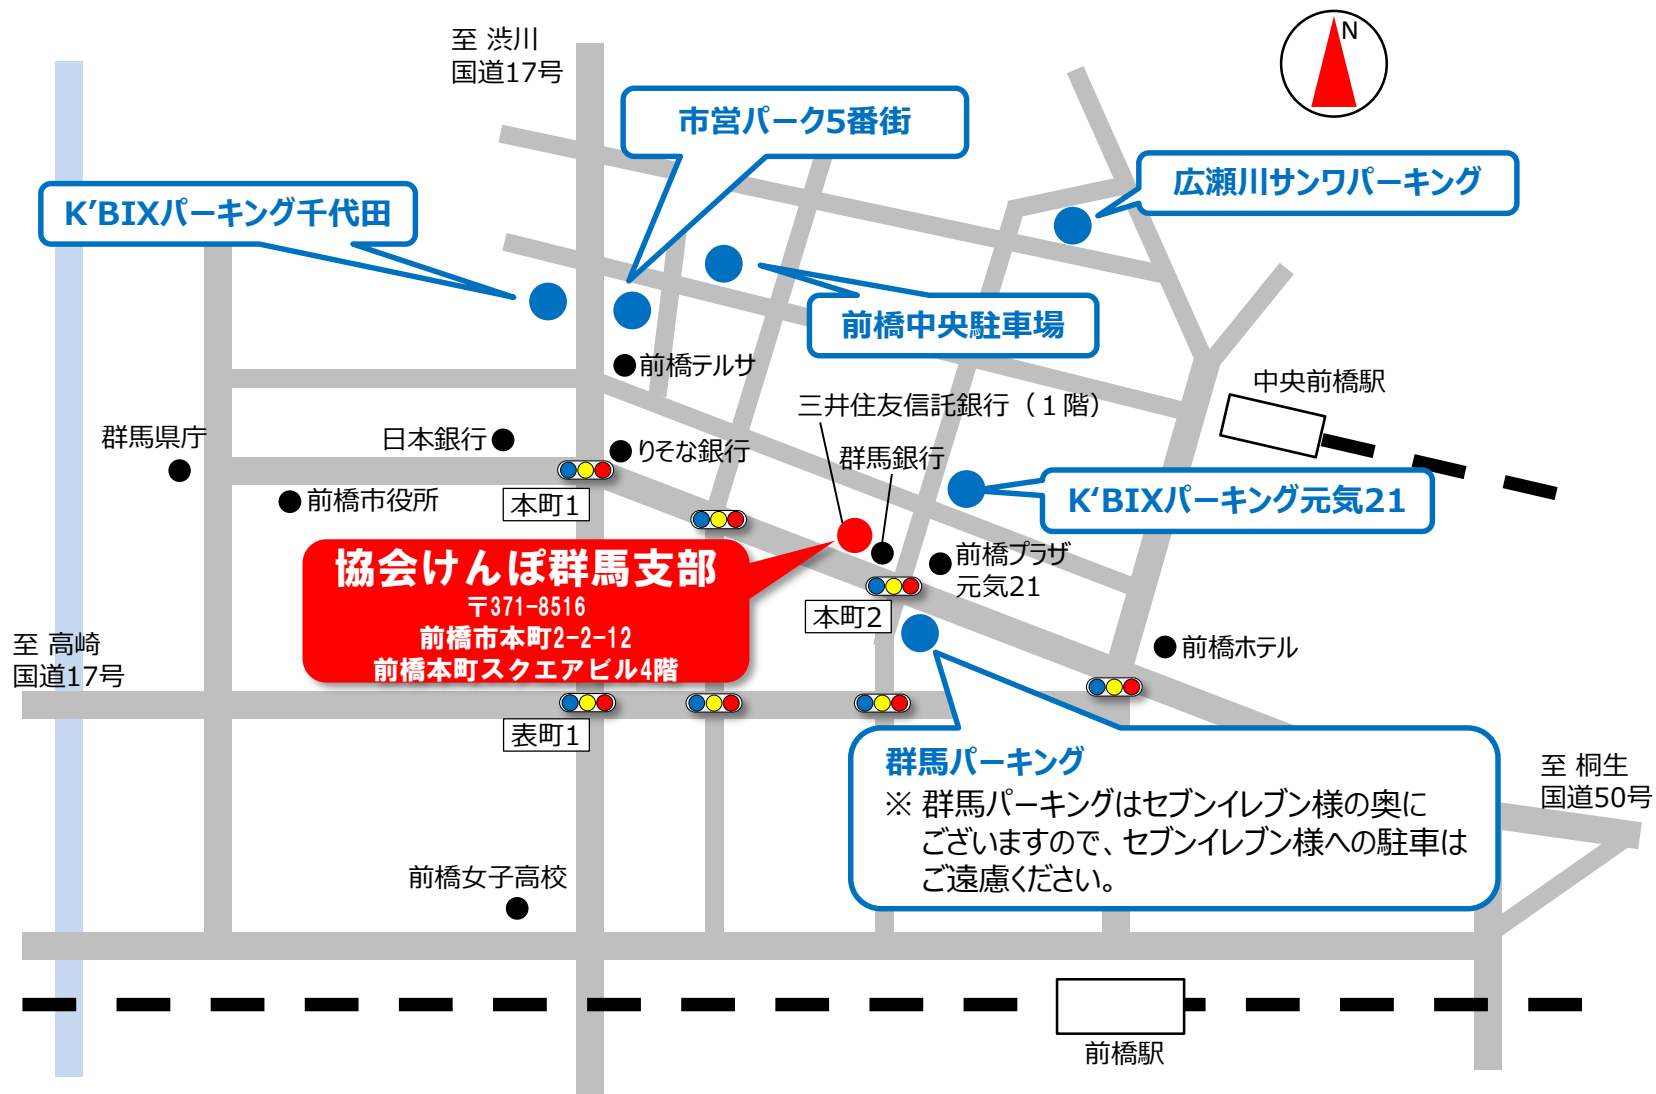 至 渋川
国道17号
N
市営パーク5番街
広瀬川サンワパーキング
K’BIXパーキング千代田
前橋中央駐車場
前橋テルサ
中央前橋駅
三井住友信託銀行（１階）
群馬県庁
日本銀行
りそな銀行
群馬銀行
前橋市役所
本町1
K‘BIXパーキング元気21
協会けんぽ群馬支部
〒371-8516
前橋市本町2-2-12
前橋本町スクエアビル4階
前橋プラザ
元気21
本町2
前橋ホテル
至 高崎
国道17号
表町1
群馬パーキング
※ 群馬パーキングはセブンイレブン様の奥に
ございますので、セブンイレブン様への駐車は
ご遠慮ください。
至 桐生
国道50号
前橋女子高校
前橋駅